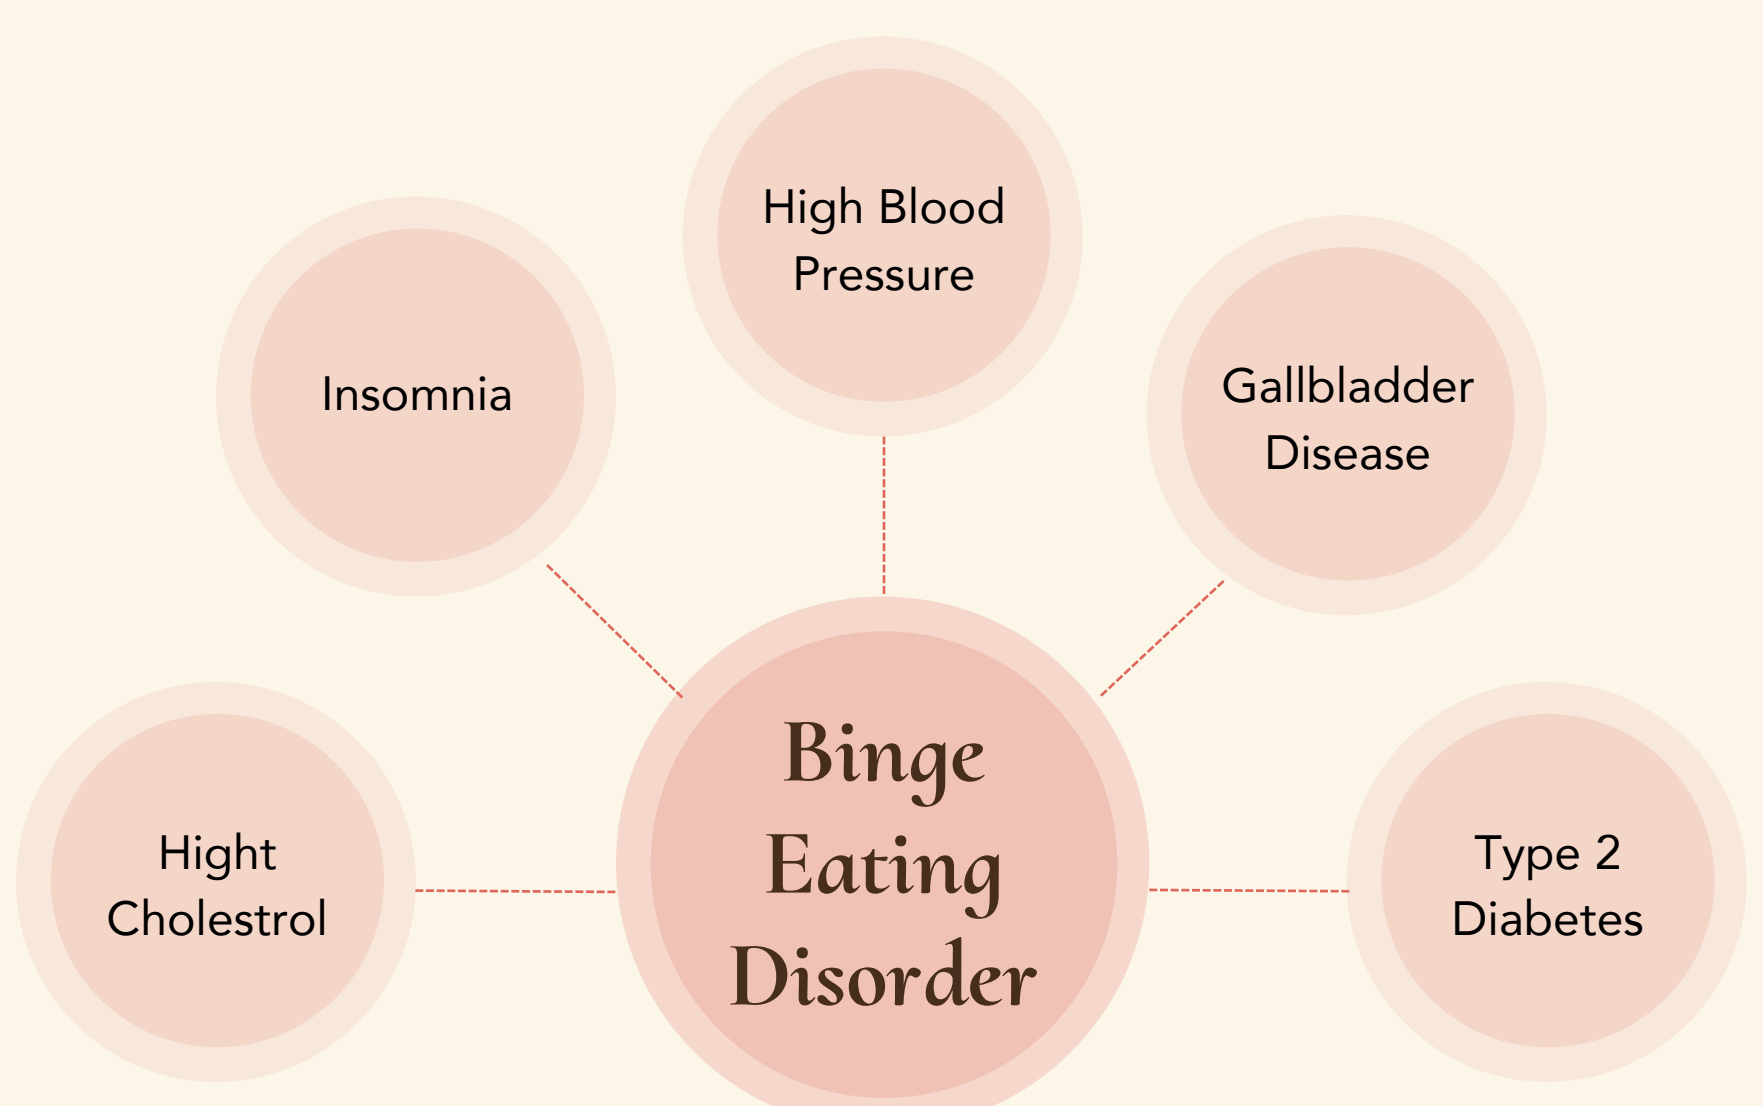 High Blood
Pressure
Insomnia
Gallbladder
Disease
Binge
Eating
Disorder
Hight
Cholestrol
Type 2
Diabetes